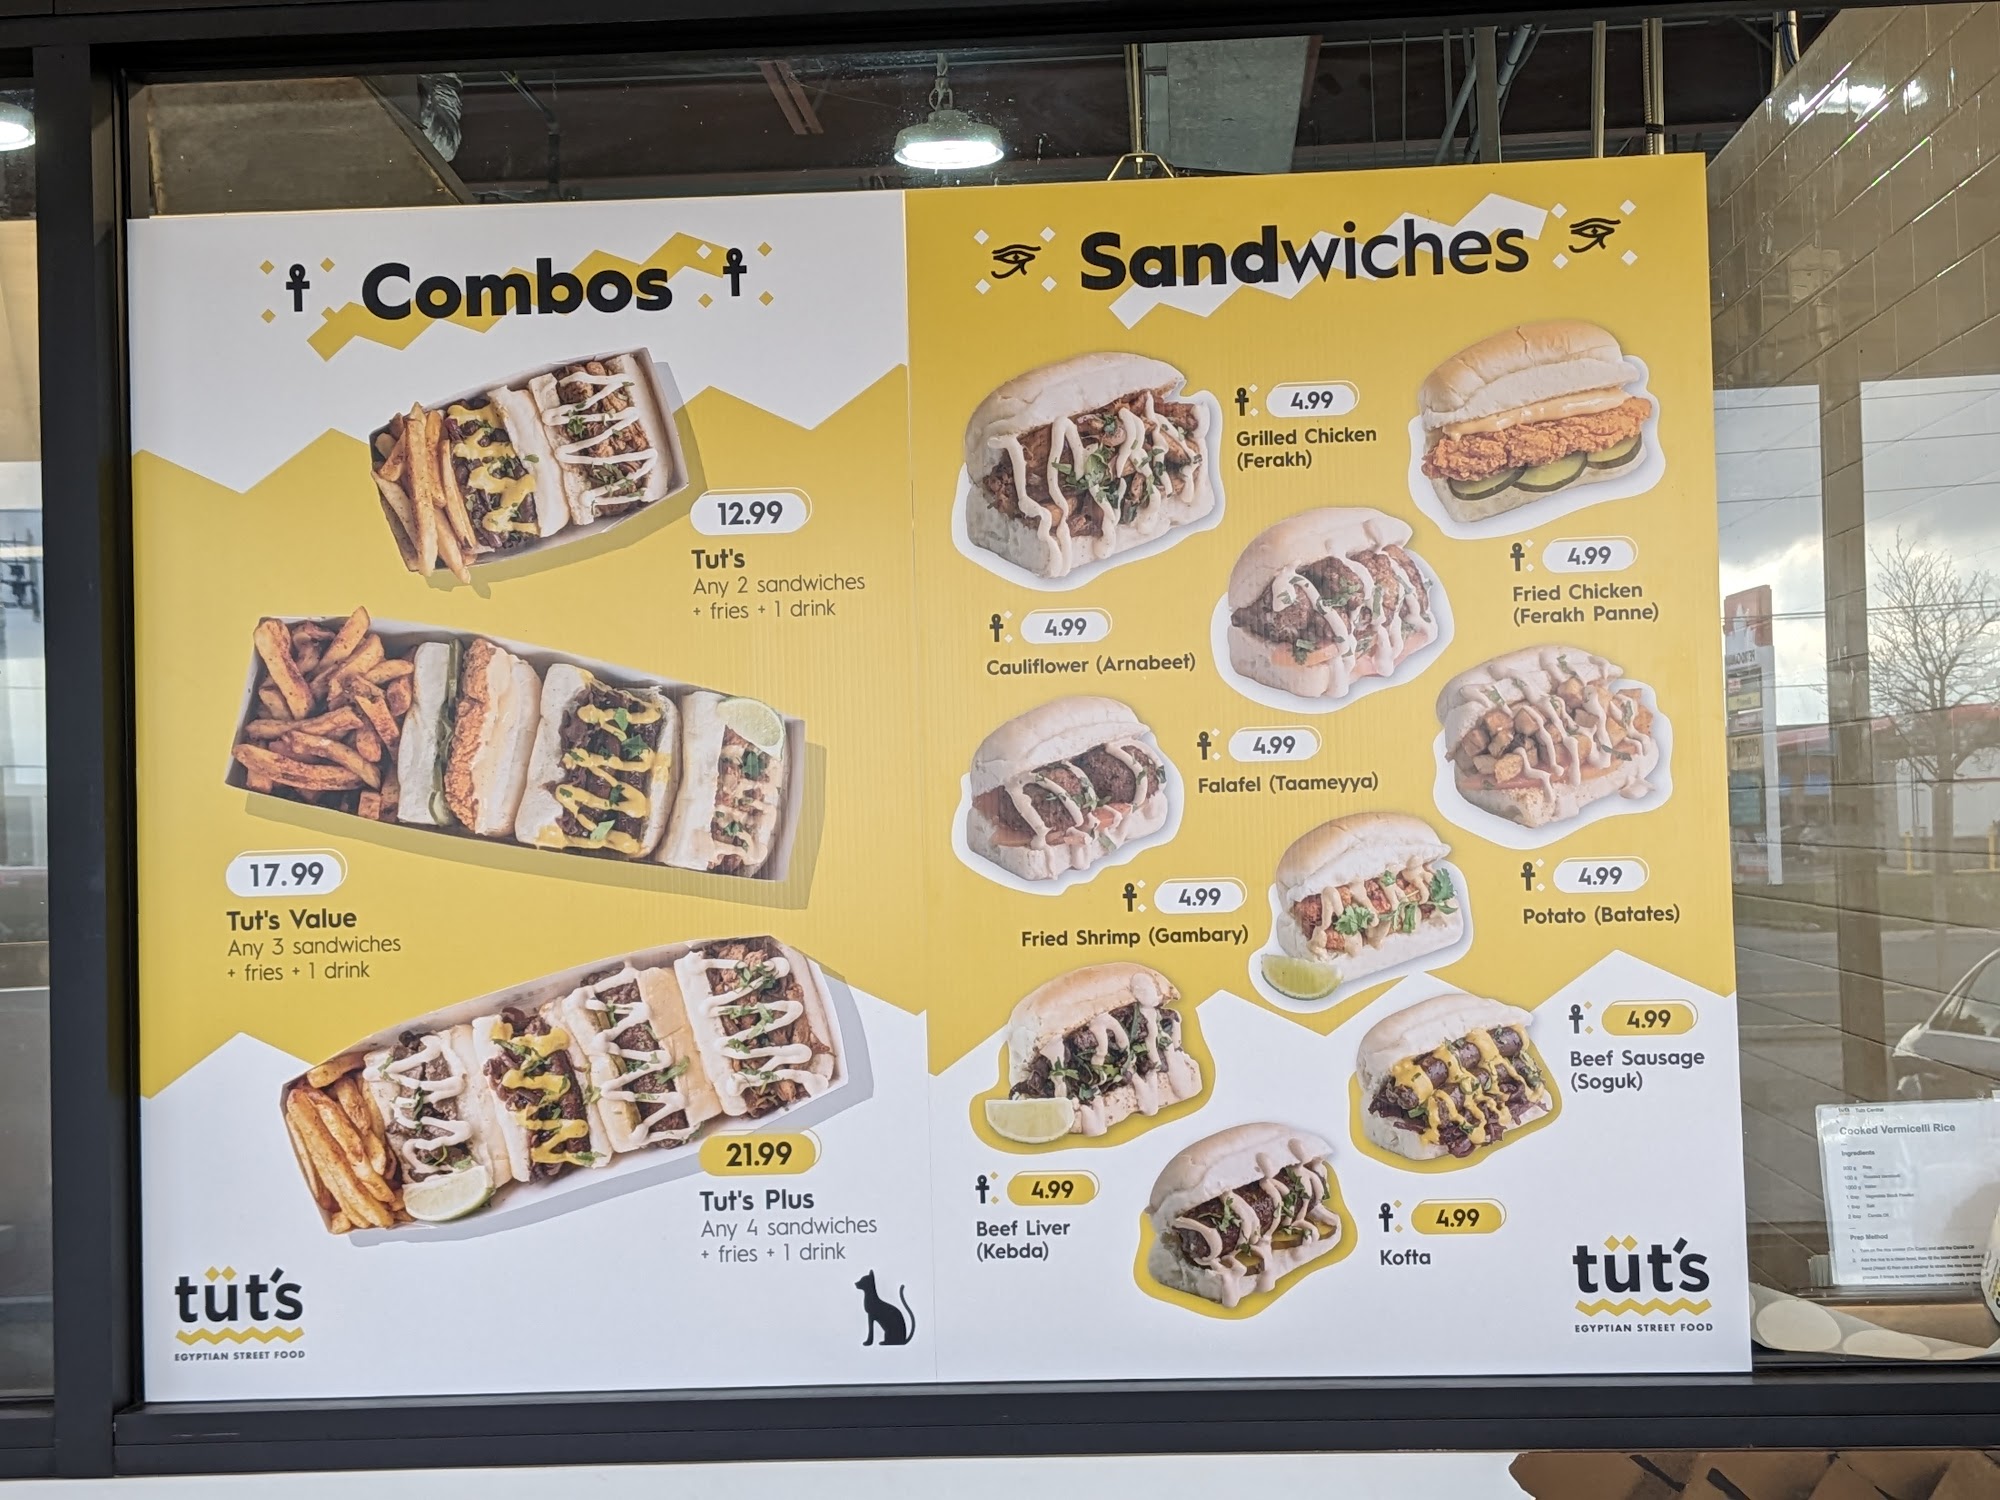 Combos
12.99
Tut's
Any 2 sandwiches
+ fries + 1 drink
17.99
Tut's Value
Any 3 sandwiches
+ fries + 1 drink
21.99
Tut's Plus
Any 4 sandwiches
+ fries + 1 drink
tüt's
EGYPTIAN STREET FOOD
Sandwiches
4.99
Grilled Chicken
(Ferakh)
4.99
Fried Chicken
(Ferakh Panne)
4.99
Cauliflower (Arnabeet)
4.99
Falafel (Taameyya)
4.99
Potato (Batates)
4.99
Fried Shrimp (Gambary)
4.99
Beef Sausage
(Soguk)
4.99
Beef Liver
(Kebda)
4.99
Kofta
tüt's
EGYPTIAN STREET FOOD
Cooked Vermicelli Rice
Ingredients
Prep Method